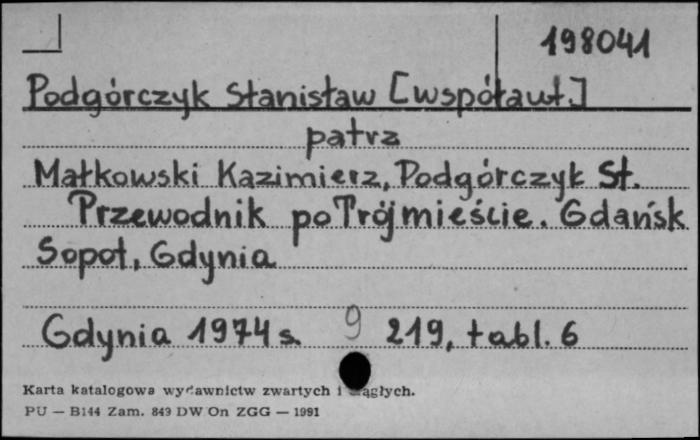 198041
Podgórczyk Stanisław [współaut.]
patrz
Małkowski Kazimierz, Podgórczyk St.
Przewodnik po Trójmieście. Gdańsk
Sopot, Gdynia
Gdynia 1974 s. 9 219, tabl. 6
Karta katalogowa wydawnictw zwartych i ciągłych.
PU — B144 Zam. 849 DW On ZGG — 1991